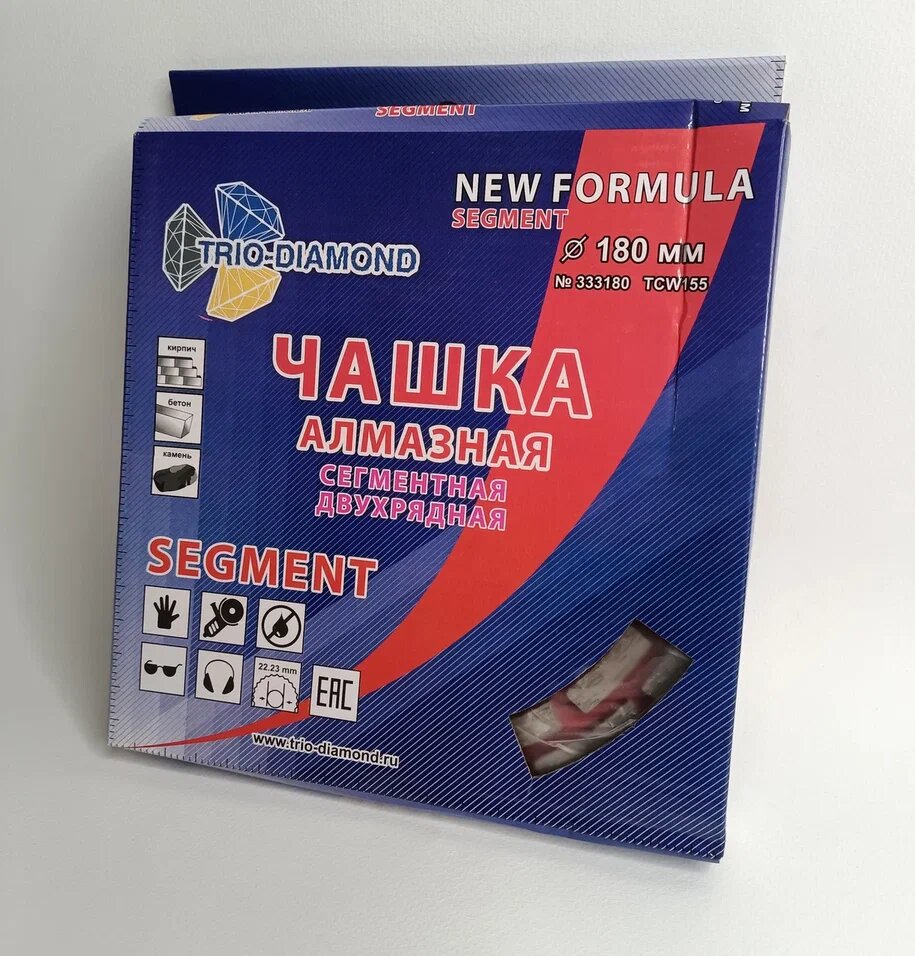 SEGMENT
NEW FORMULA
SEGMENT
TRIO-DIAMOND
Ø 180 мм
№ 333180 TCW155
ЧАШКА
АЛМАЗНАЯ
СЕГМЕНТНАЯ
ДВУХРЯДНАЯ
кирпич
бетон
камень
SEGMENT
22.23 mm
EAC
www.trio-diamond.ru